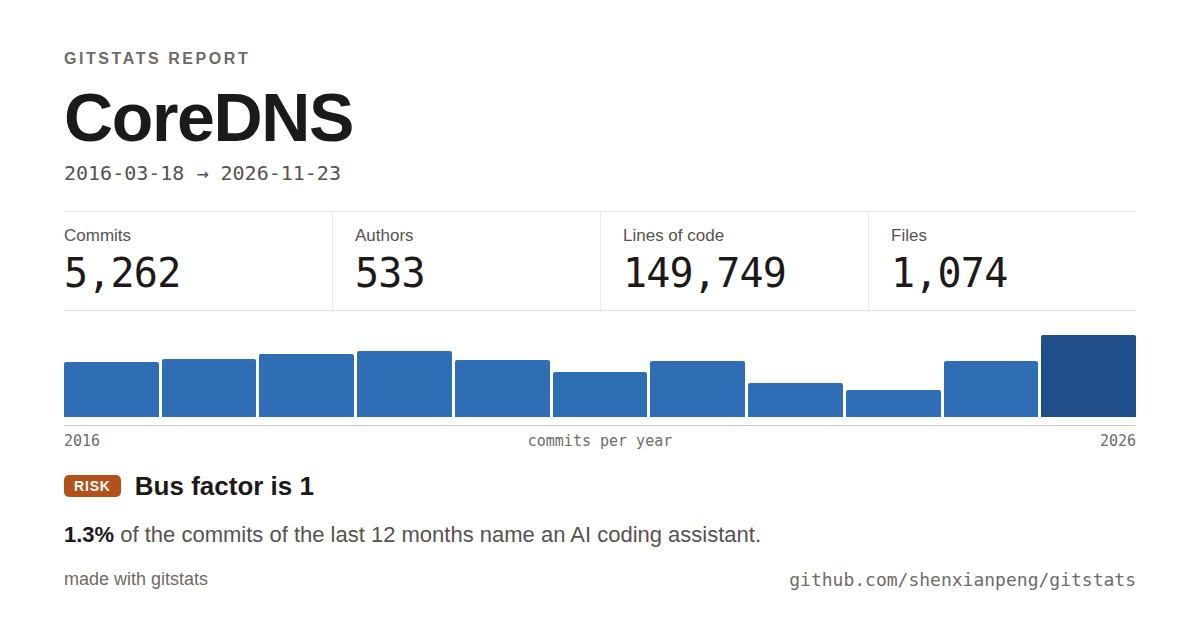 GITSTATS REPORT
CoreDNS
2016-03-18 → 2026-11-23
Commits
5,262
Authors
533
Lines of code
149,749
Files
1,074
2016
commits per year
2026
RISK Bus factor is 1
1.3% of the commits of the last 12 months name an AI coding assistant.
made with gitstats
github.com/shenxianpeng/gitstats